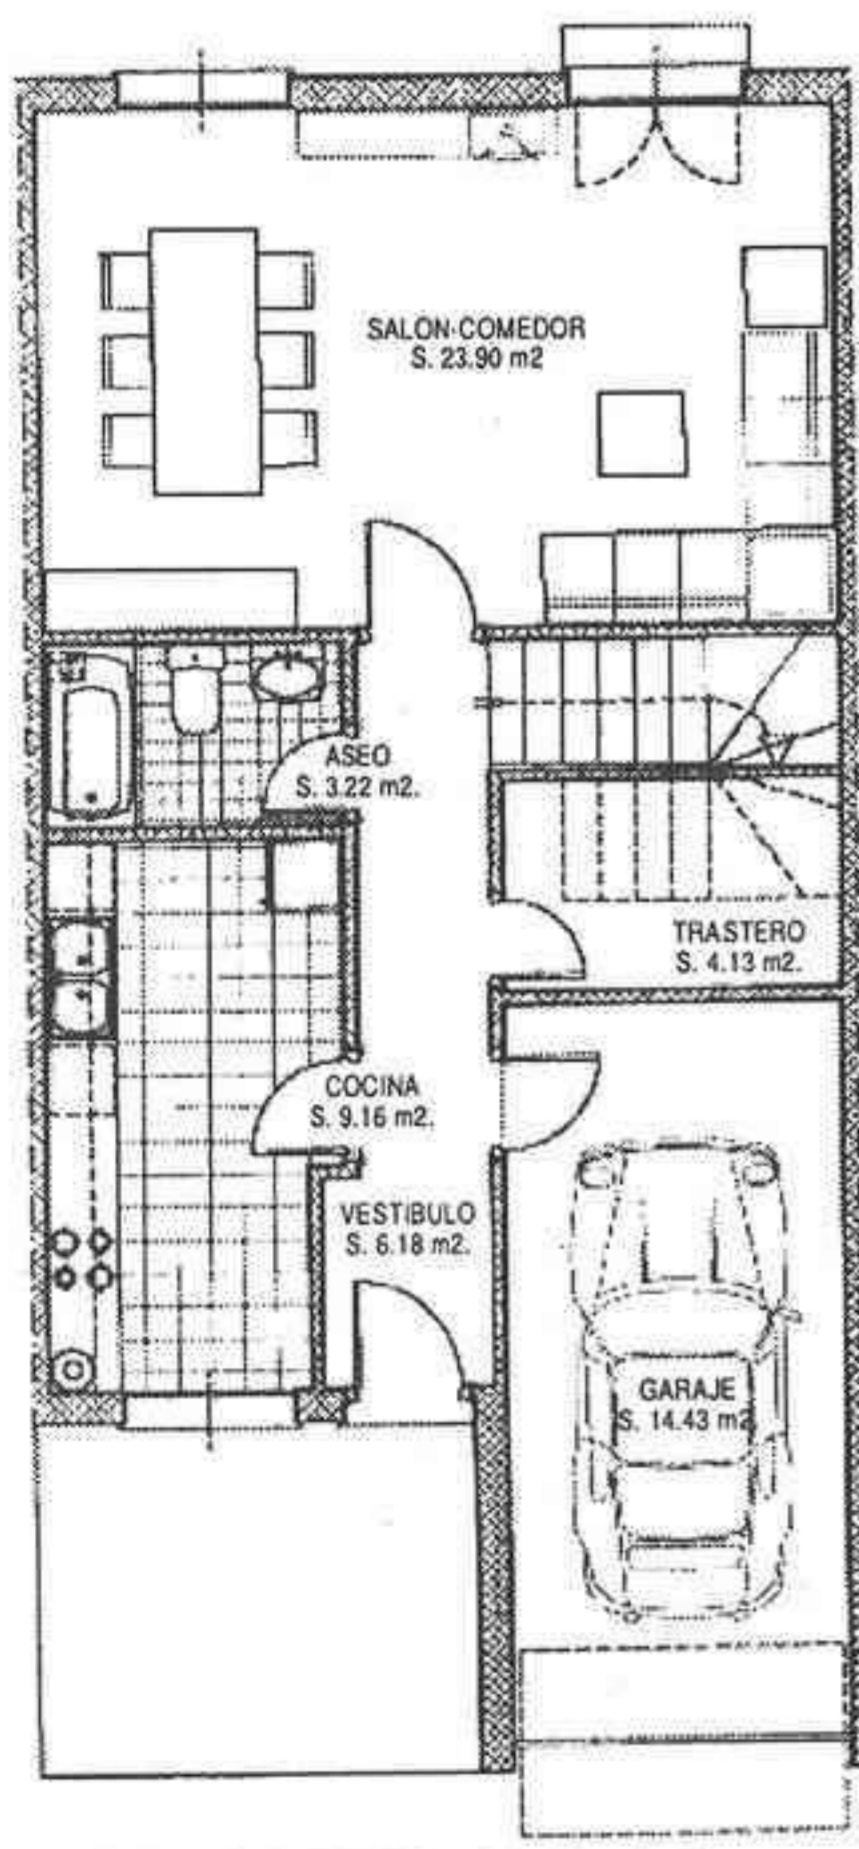 SALON-COMEDOR
S. 23.90 m2
ASEO
S. 3.22 m2.
TRASTERO
S. 4.13 m2.
COCINA
S. 9.16 m2.
VESTIBULO
S. 6.18 m2.
GARAJE
S. 14.43 m2